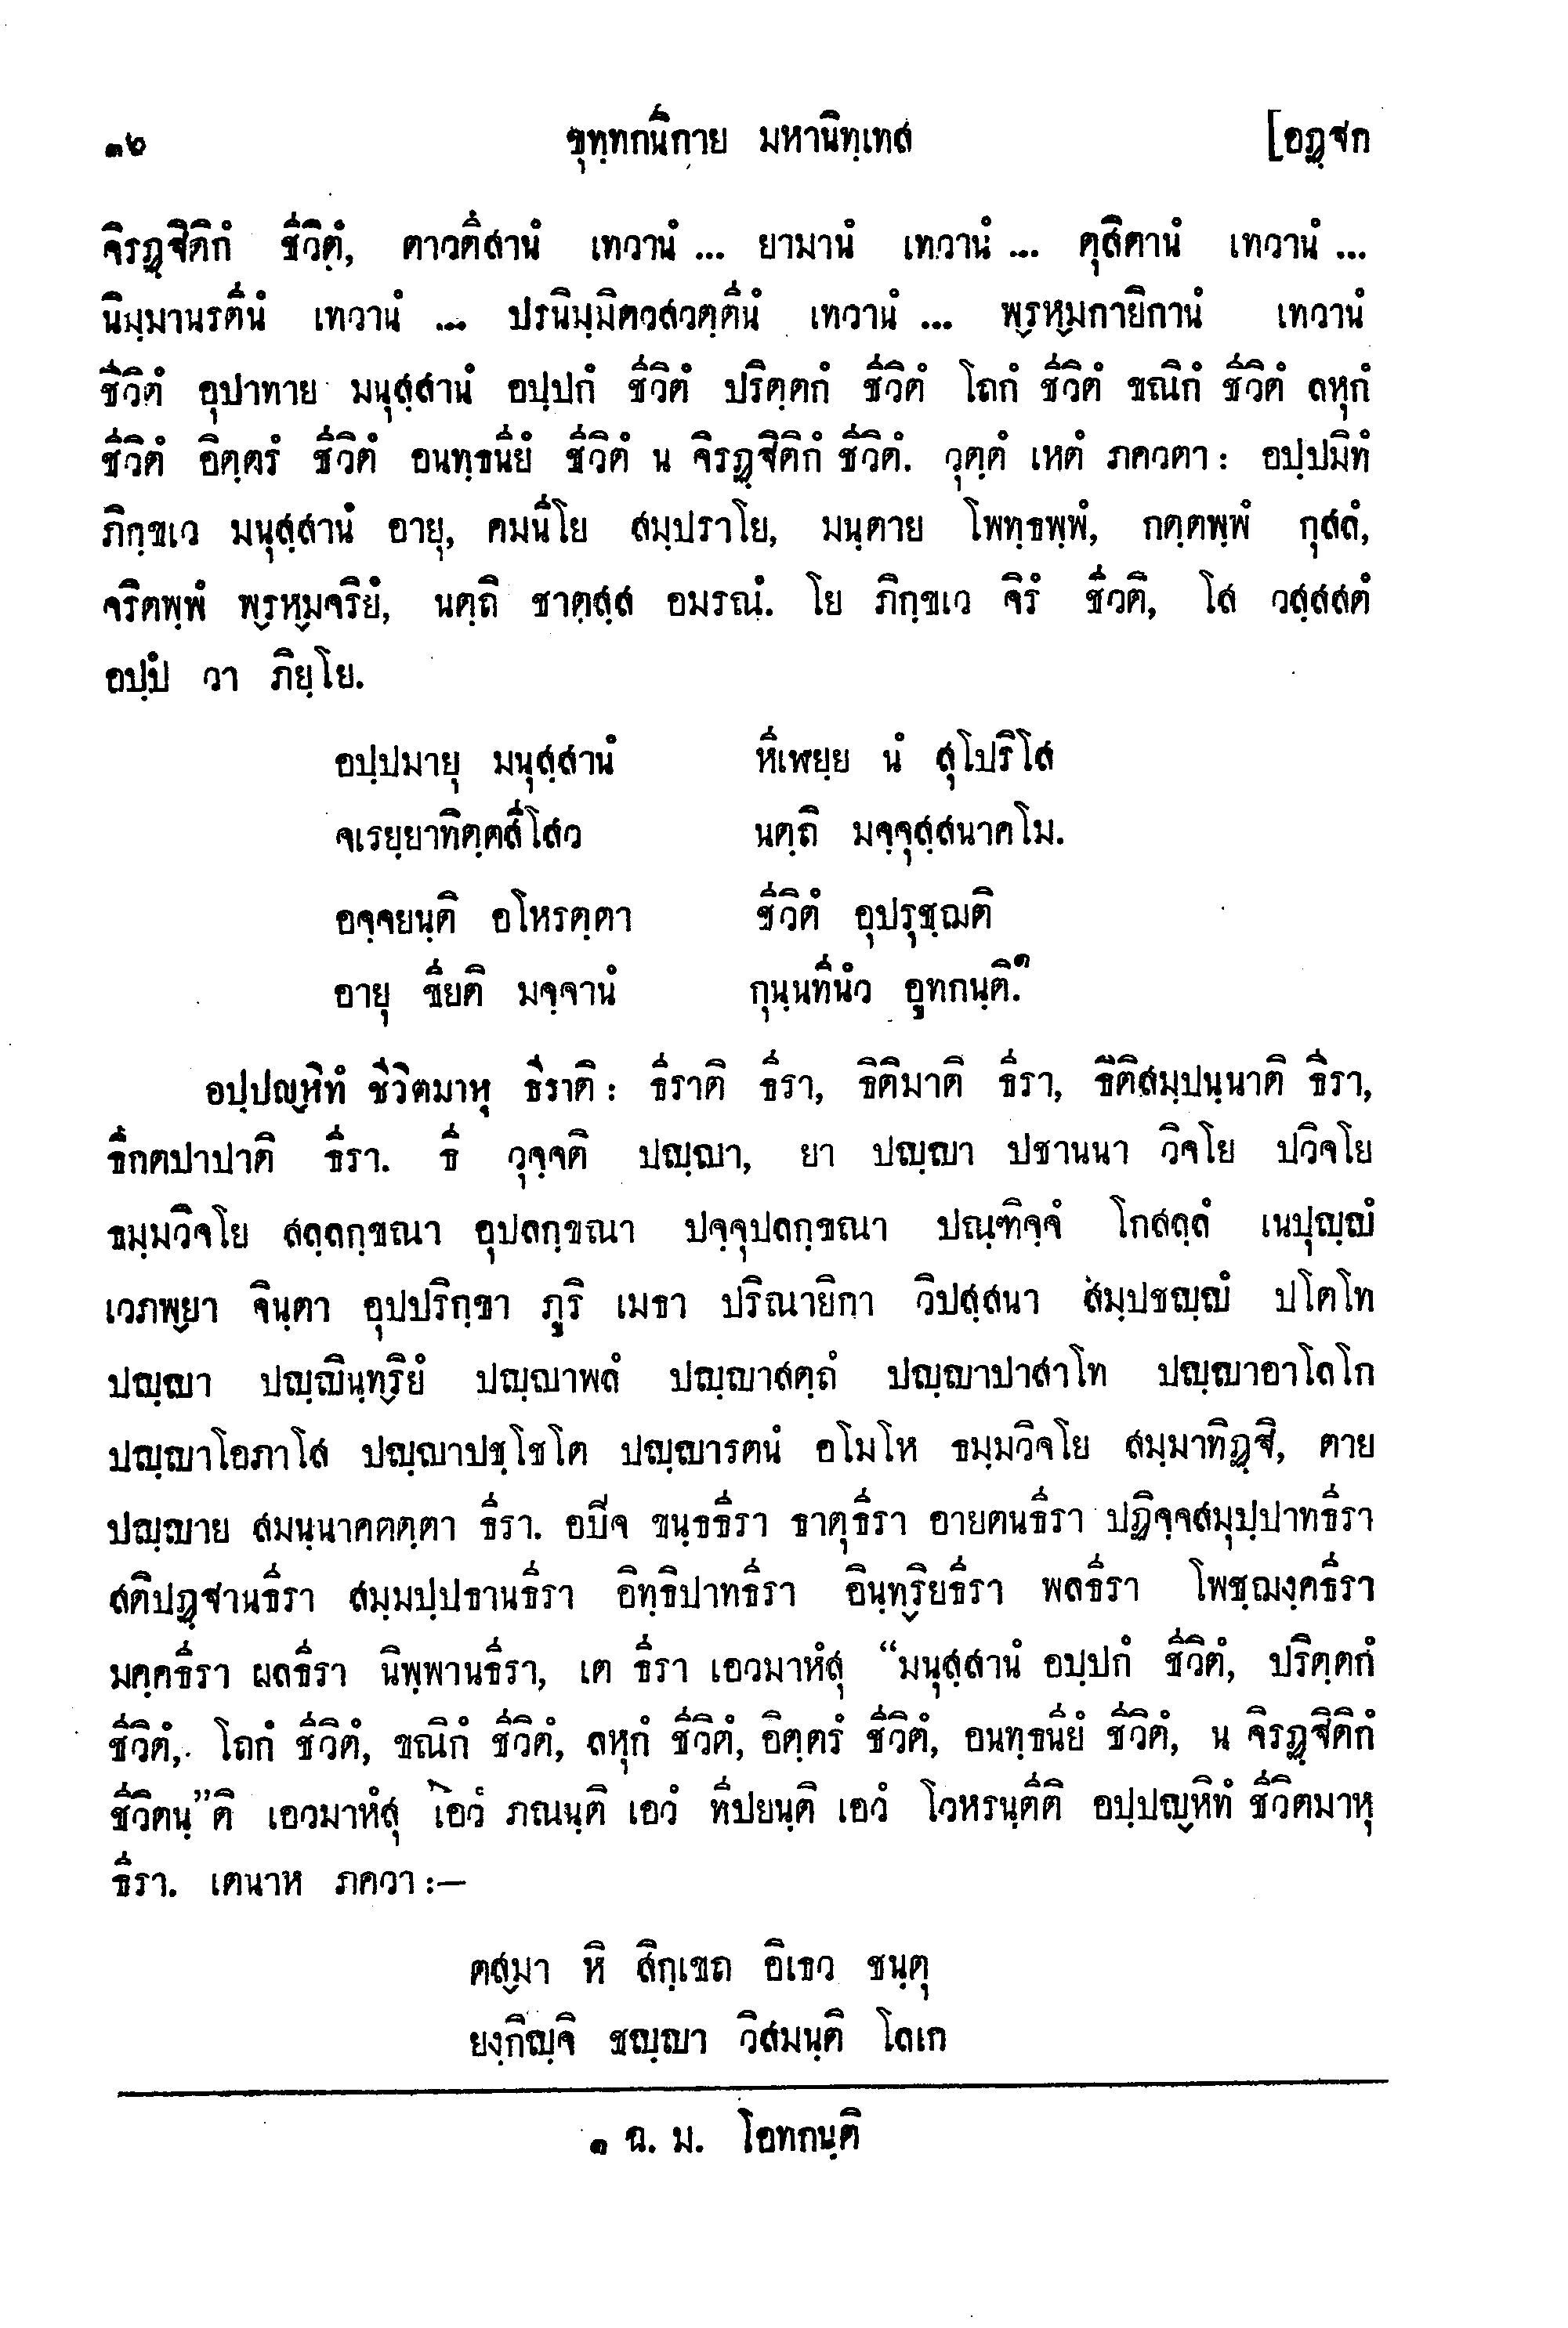 ๓๖ ขุทฺทกนิกาย มหานิทฺเทส [อฏฺฐก
จิรฏฺฐิติกํ ชีวิตํ, ตาวตึสานํ เทวานํ ... ยามานํ เทวานํ ... ตุสิตานํ เทวานํ ...
นิมฺมานรตีนํ เทวานํ ... ปรนิมฺมิตวสวตฺตีนํ เทวานํ ... พฺรหฺมกายิกานํ เทวานํ
ชีวิตํ อุปาทาย มนุสฺสานํ อปฺปกํ ชีวิตํ ปริตฺตกํ ชีวิตํ โถกํ ชีวิตํ ขณิกํ ชีวิตํ ลหุกํ
ชีวิตํ อิตฺตรํ ชีวิตํ อนทฺธนียํ ชีวิตํ น จิรฏฺฐิติกํ ชีวิตํ. วุตฺตํ เหตํ ภควตา : อปฺปมิทํ
ภิกฺขเว มนุสฺสานํ อายุ, คมนีโย สมฺปราโย, มนฺตาย โพทฺธพฺพํ, กตฺตพฺพํ กุสลํ,
จริตพฺพํ พฺรหฺมจริยํ, นตฺถิ ชาตสฺส อมรณํ. โย ภิกฺขเว จิรํ ชีวติ, โส วสฺสสตํ
อปฺปํ วา ภิยฺโย.
อปฺปมายุ มนุสฺสานํ หีเฬยฺย นํ สุโปริโส
จเรยฺยาทิตฺตสีโสว นตฺถิ มจฺจุสฺสนาคโม.
อจฺจยนฺติ อโหรตฺตา ชีวิตํ อุปรุชฺฌติ
อายุ ขียติ มจฺจานํ กุนฺนทีนํว อูทกนฺติ.๑
อปฺปญฺหิทํ ชีวิตมาหุ ธีราติ : ธีราติ ธีรา, ธิติมาติ ธีรา, ธิติสมฺปนฺนาติ ธีรา,
ธีกตปาปาติ ธีรา. ธี วุจฺจติ ปญฺญา, ยา ปญฺญา ปชานนา วิจโย ปวิจโย
ธมฺมวิจโย สลฺลกฺขณา อุปลกฺขณา ปจฺจุปลกฺขณา ปณฺฑิจฺจํ โกสลฺลํ เนปุญฺญํ
เวภพฺยา จินฺตา อุปปริกฺขา ภูริ เมธา ปริณายิกา วิปสฺสนา สมฺปชญฺญํ ปโตโท
ปญฺญา ปญฺญินฺทฺริยํ ปญฺญาพลํ ปญฺญาสตฺถํ ปญฺญาปาสาโท ปญฺญาอาโลโก
ปญฺญาโอภาโส ปญฺญาปชฺโชโต ปญฺญารตนํ อโมโห ธมฺมวิจโย สมฺมาทิฏฺฐิ, ตาย
ปญฺญาย สมนฺนาคตตฺตา ธีรา. อปิจ ขนฺธธีรา ธาตุธีรา อายตนธีรา ปฏิจฺจสมุปฺปาทธีรา
สติปฏฺฐานธีรา สมฺมปฺปธานธีรา อิทฺธิปาทธีรา อินฺทฺริยธีรา พลธีรา โพชฺฌงฺคธีรา
มคฺคธีรา ผลธีรา นิพฺพานธีรา, เต ธีรา เอวมาหํสุ “มนุสฺสานํ อปฺปกํ ชีวิตํ, ปริตฺตกํ
ชีวิตํ, โถกํ ชีวิตํ, ขณิกํ ชีวิตํ, ลหุกํ ชีวิตํ, อิตฺตรํ ชีวิตํ, อนทฺธนียํ ชีวิตํ, น จิรฏฺฐิติกํ
ชีวิตนฺ”ติ เอวมาหํสุ เอวํ ภณนฺติ เอวํ ทีปยนฺติ เอวํ โวหรนฺตีติ อปฺปญฺหิทํ ชีวิตมาหุ
ธีรา. เตนาห ภควา :—
ตสฺมา หิ สิกฺเขถ อิเธว ชนฺตุ
ยงฺกิญฺจิ ชญฺญา วิสมนฺติ โลเก
๑ ฉ. ม. โอทกนฺติ